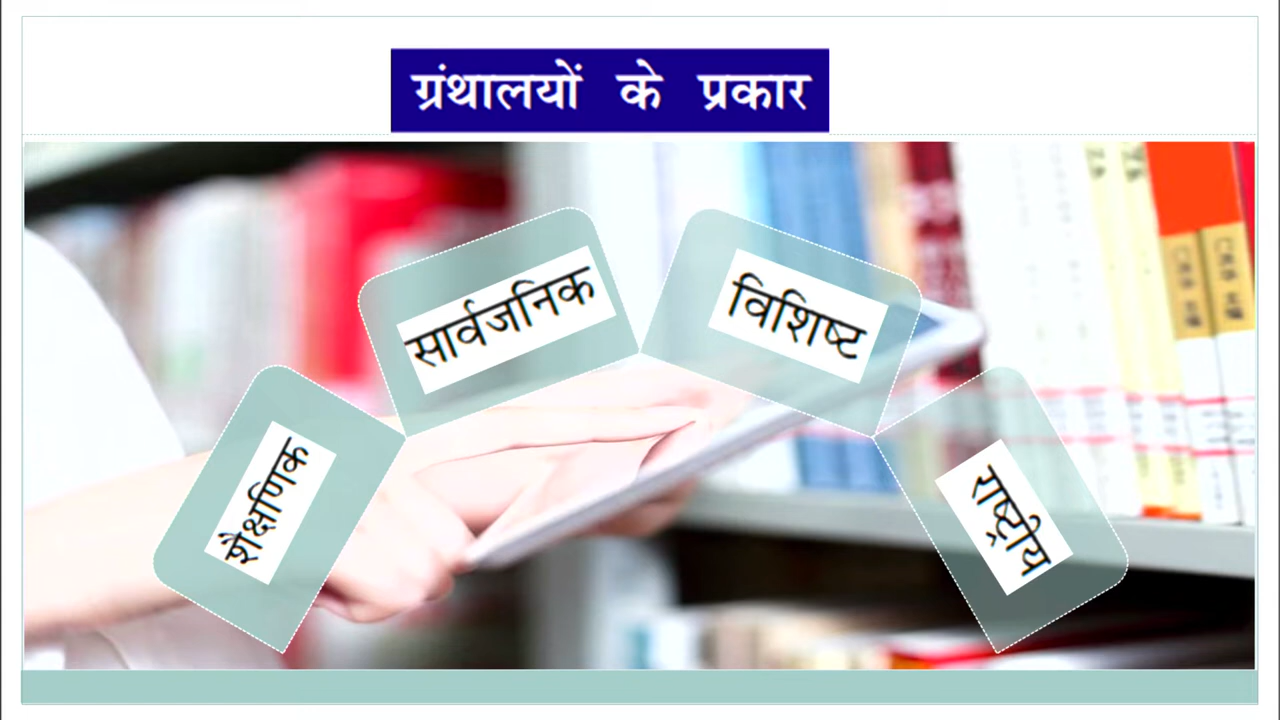 ग्रंथालयों के प्रकार
शैक्षणिक
सार्वजनिक
विशिष्ट
राष्ट्रीय